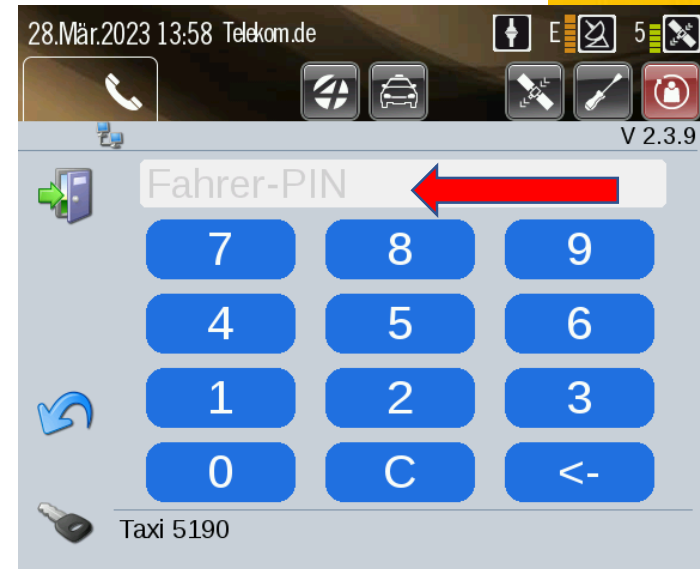 28.Mär.2023 13:58 Telekom.de E 5
V 2.3.9
Fahrer-PIN
7 8 9
4 5 6
1 2 3
0 C <-
Taxi 5190